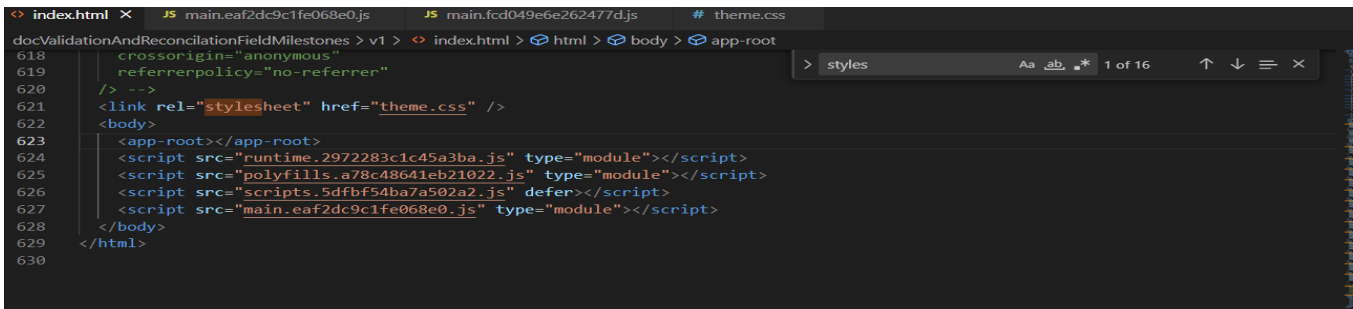 <> index.html × JS main.eaf2dc9c1fe068e0.js JS main.fcd049e6e262477d.js # theme.css
docValidationAndReconcilationFieldMilestones > v1 > <> index.html > html > body > app-root
> styles Aa ab .* 1 of 16 ↑ ↓ ×
618 crossorigin="anonymous"
619 referrerpolicy="no-referrer"
620 /> -->
621 <link rel="stylesheet" href="theme.css" />
622 <body>
623 <app-root></app-root>
624 <script src="runtime.2972283c1c45a3ba.js" type="module"></script>
625 <script src="polyfills.a78c48641eb21022.js" type="module"></script>
626 <script src="scripts.5dfbf54ba7a502a2.js" defer></script>
627 <script src="main.eaf2dc9c1fe068e0.js" type="module"></script>
628 </body>
629 </html>
630